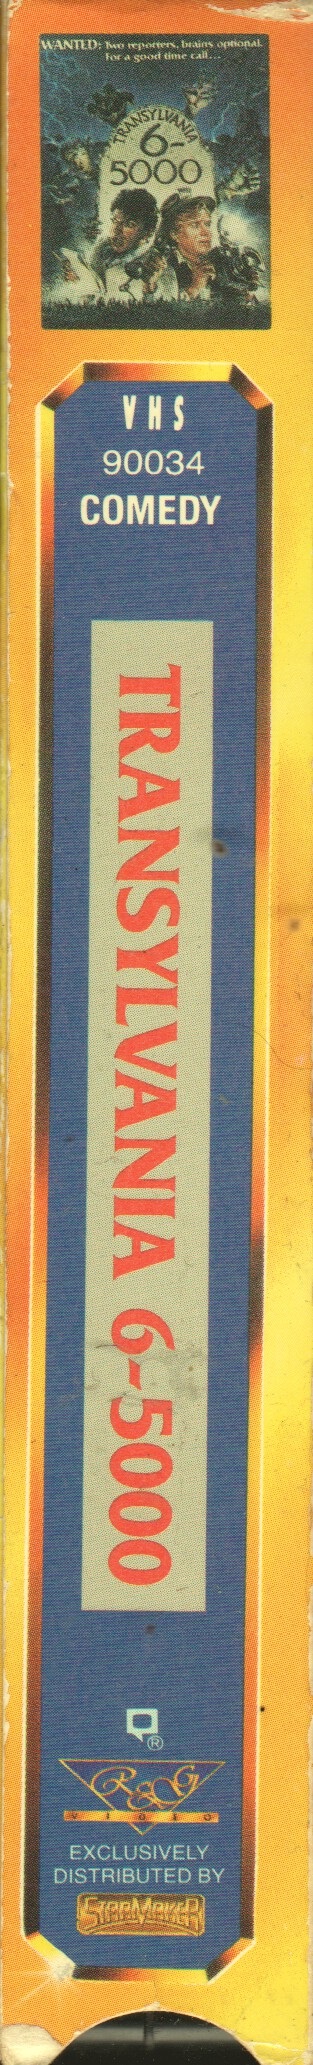 WANTED: Two reporters, brains optional.
For a good time call...
TRANSYLVANIA
6-
5000
VHS
90034
COMEDY
TRANSYLVANIA 6-5000
®
R&G
VIDEO
EXCLUSIVELY
DISTRIBUTED BY
STARMAKER